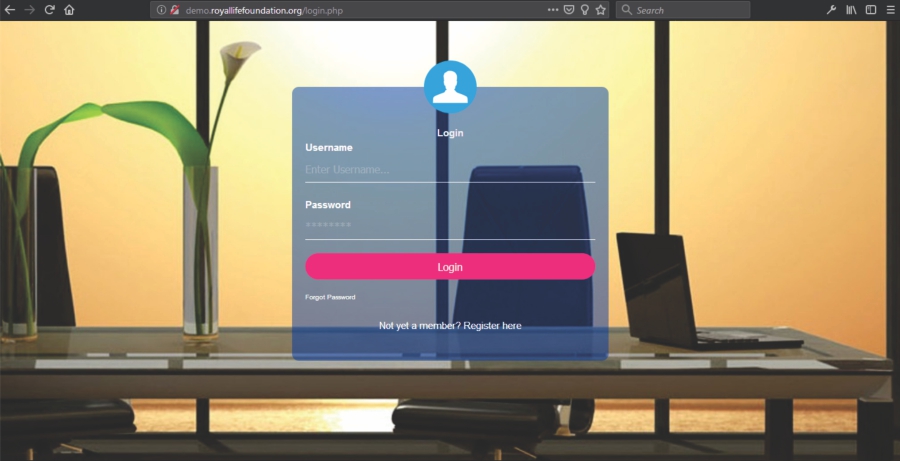 demo.royallifefoundation.org/login.php
Search
Login
Username
Enter Username...
Password
********
Login
Forgot Password
Not yet a member? Register here